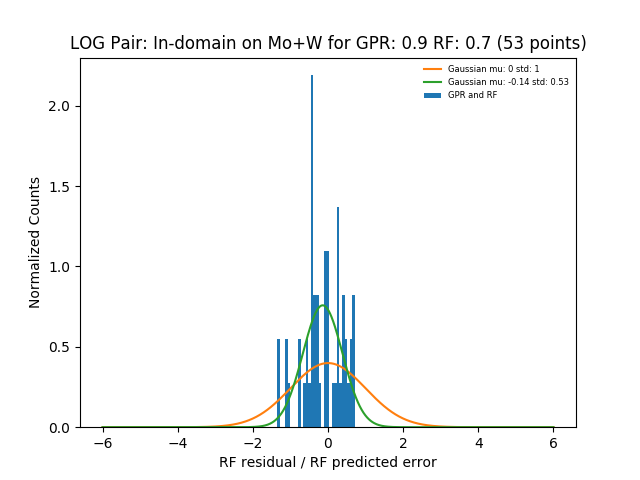 LOG Pair: In-domain on Mo+W for GPR: 0.9 RF: 0.7 (53 points)
Gaussian mu: 0 std: 1
Gaussian mu: -0.14 std: 0.53
GPR and RF
Normalized Counts
2.0
1.5
1.0
0.5
0.0
−6 −4 −2 0 2 4 6
RF residual / RF predicted error